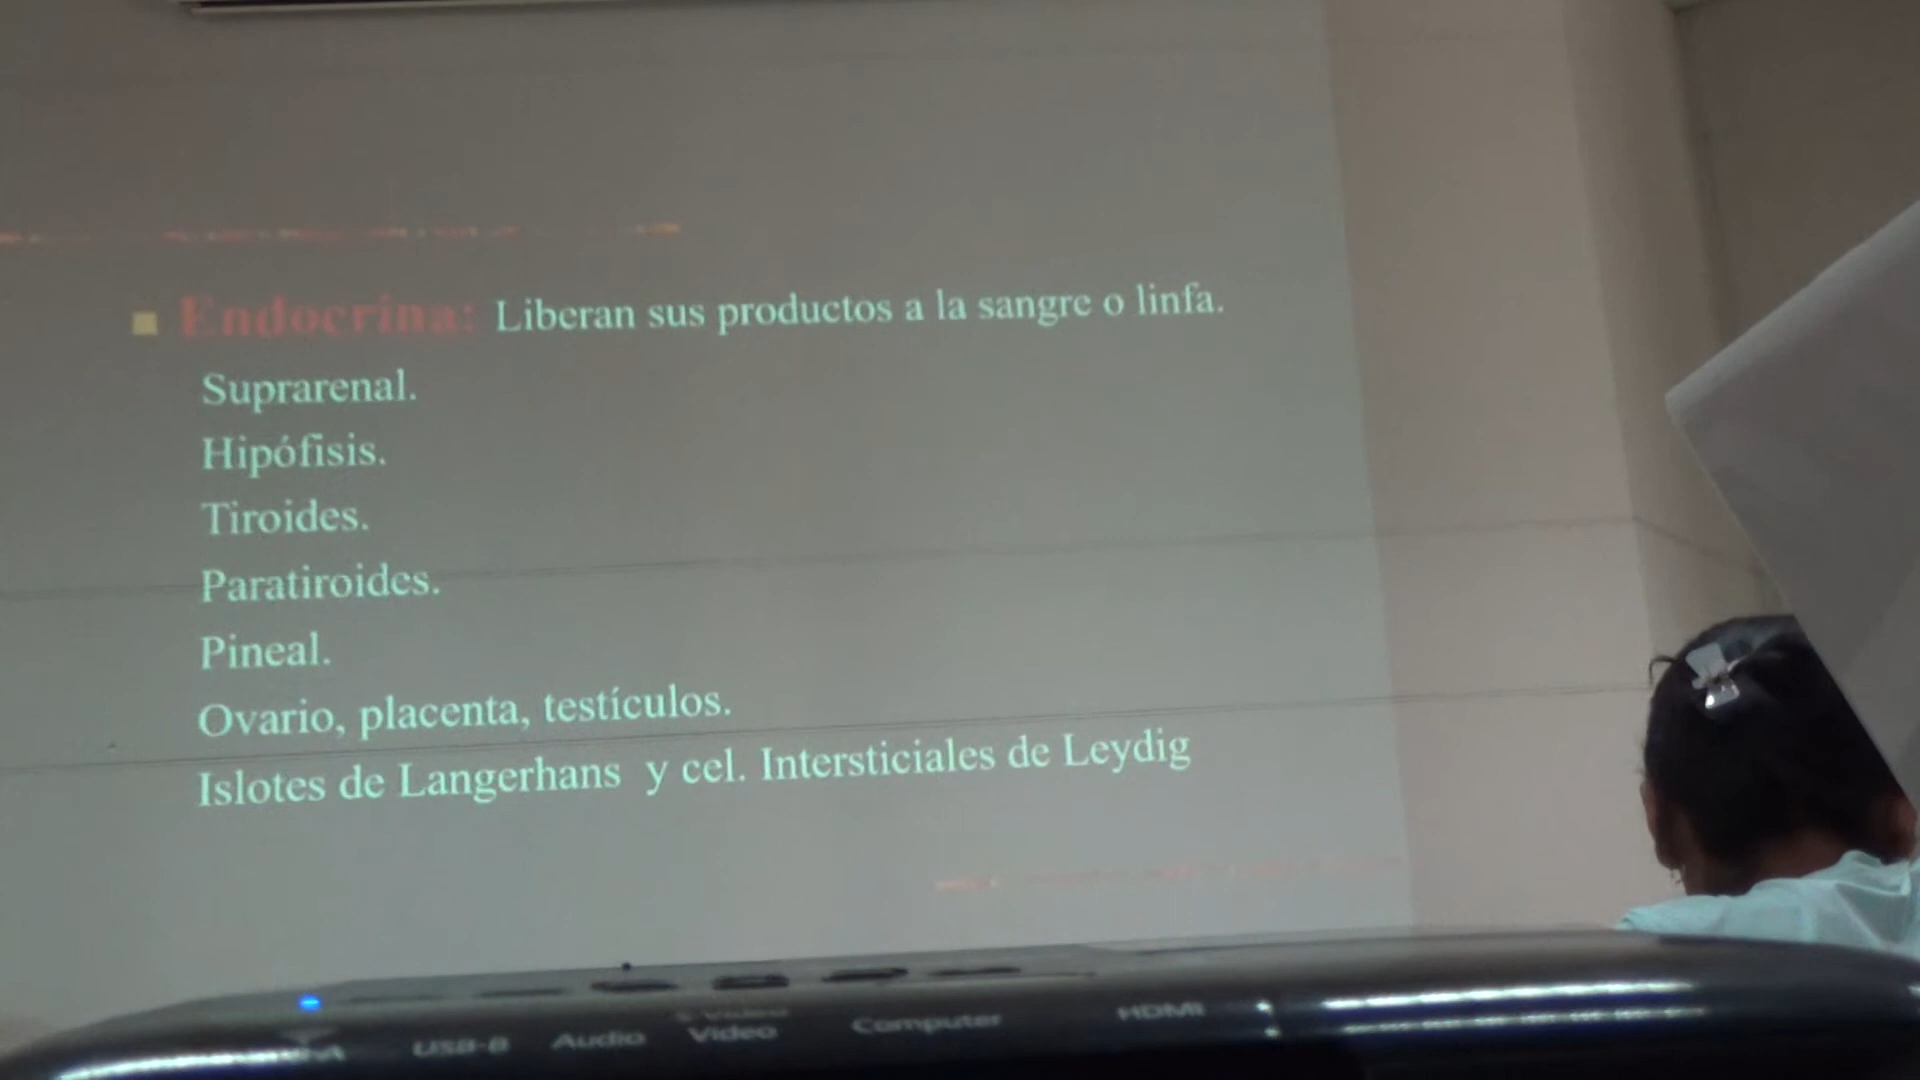 Endocrina: Liberan sus productos a la sangre o linfa.
Suprarenal.
Hipófisis.
Tiroides.
Paratiroides.
Pineal.
Ovario, placenta, testículos.
Islotes de Langerhans y cel. Intersticiales de Leydig
USB-B Audio Video Computer HDMI